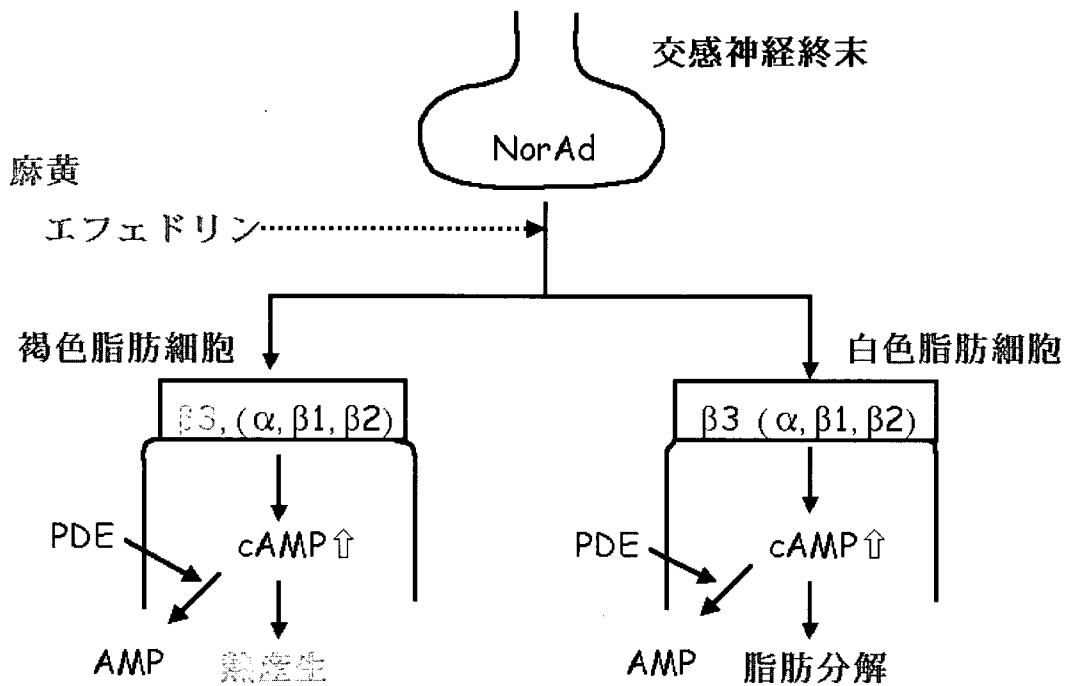 交感神経終末
NorAd
麻黄
エフェドリン
褐色脂肪細胞
白色脂肪細胞
β3, (α, β1, β2)
β3 (α, β1, β2)
PDE
cAMP⇧
PDE
cAMP⇧
AMP
熱産生
AMP
脂肪分解